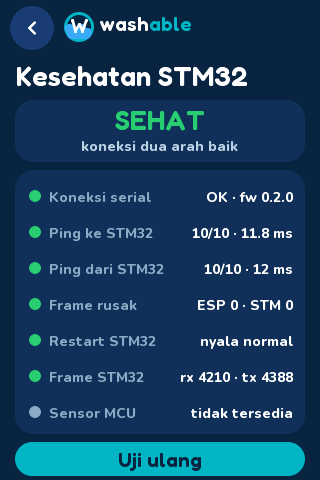 W washable
Kesehatan STM32
SEHAT
koneksi dua arah baik
Koneksi serial OK · fw 0.2.0
Ping ke STM32 10/10 · 11.8 ms
Ping dari STM32 10/10 · 12 ms
Frame rusak ESP 0 · STM 0
Restart STM32 nyala normal
Frame STM32 rx 4210 · tx 4388
Sensor MCU tidak tersedia
Uji ulang